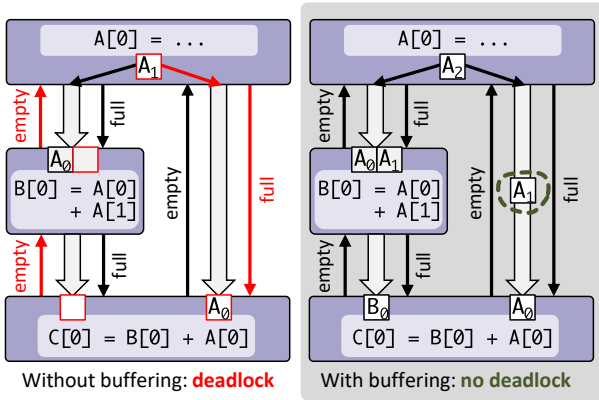 A[0] = ...
A₁
empty
full
A₀
B[0] = A[0]
+ A[1]
empty
full
empty
full
A₀
C[0] = B[0] + A[0]
Without buffering: deadlock
A[0] = ...
A₂
empty
full
A₀ A₁
B[0] = A[0]
+ A[1]
empty
full
empty
A₁
full
B₀
A₀
C[0] = B[0] + A[0]
With buffering: no deadlock